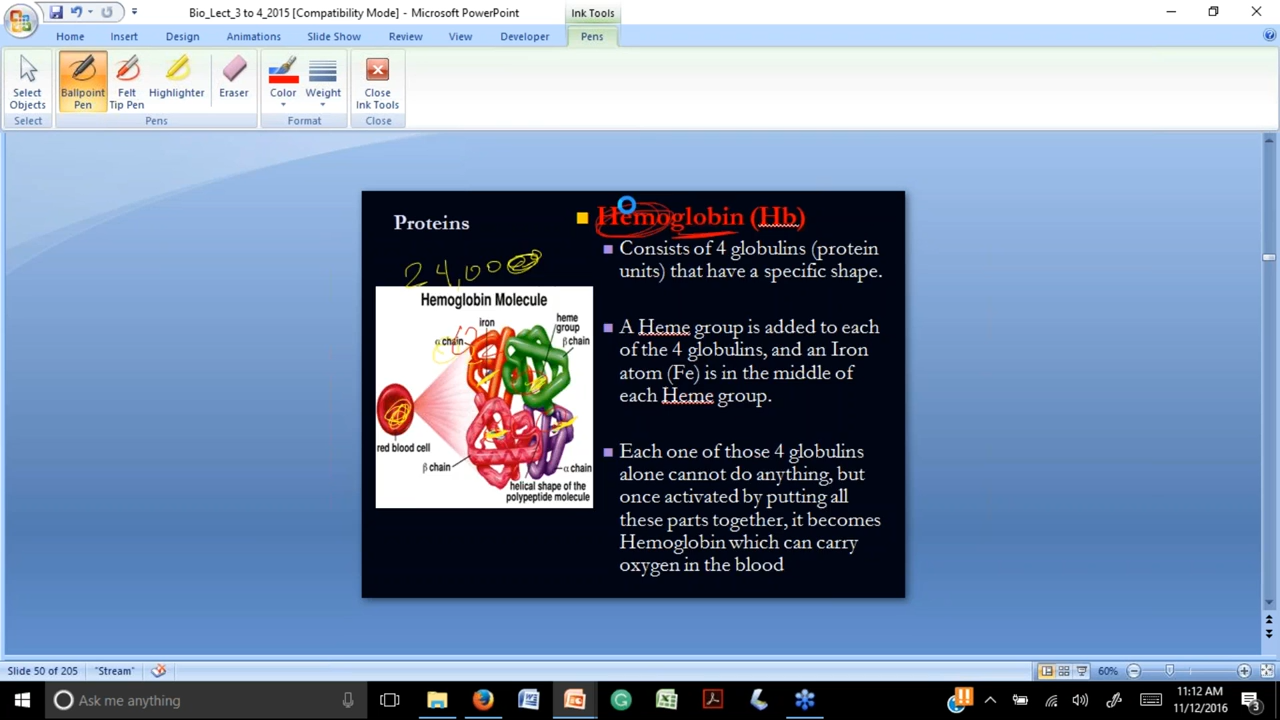 Bio_Lect_3 to 4_2015 [Compatibility Mode] - Microsoft PowerPoint
Ink Tools
Home Insert Design Animations Slide Show Review View Developer Pens
Select Objects
Ballpoint Pen
Felt Tip Pen
Highlighter
Eraser
Color
Weight
Close Ink Tools
Select Pens Format Close
Proteins
24,00
Hemoglobin Molecule
iron
heme group
α chain
β chain
red blood cell
β chain
α chain
helical shape of the
polypeptide molecule
Hemoglobin (Hb)
Consists of 4 globulins (protein
units) that have a specific shape.
A Heme group is added to each
of the 4 globulins, and an Iron
atom (Fe) is in the middle of
each Heme group.
Each one of those 4 globulins
alone cannot do anything, but
once activated by putting all
these parts together, it becomes
Hemoglobin which can carry
oxygen in the blood
Slide 50 of 205 "Stream" 60%
Ask me anything
11:12 AM
11/12/2016
3